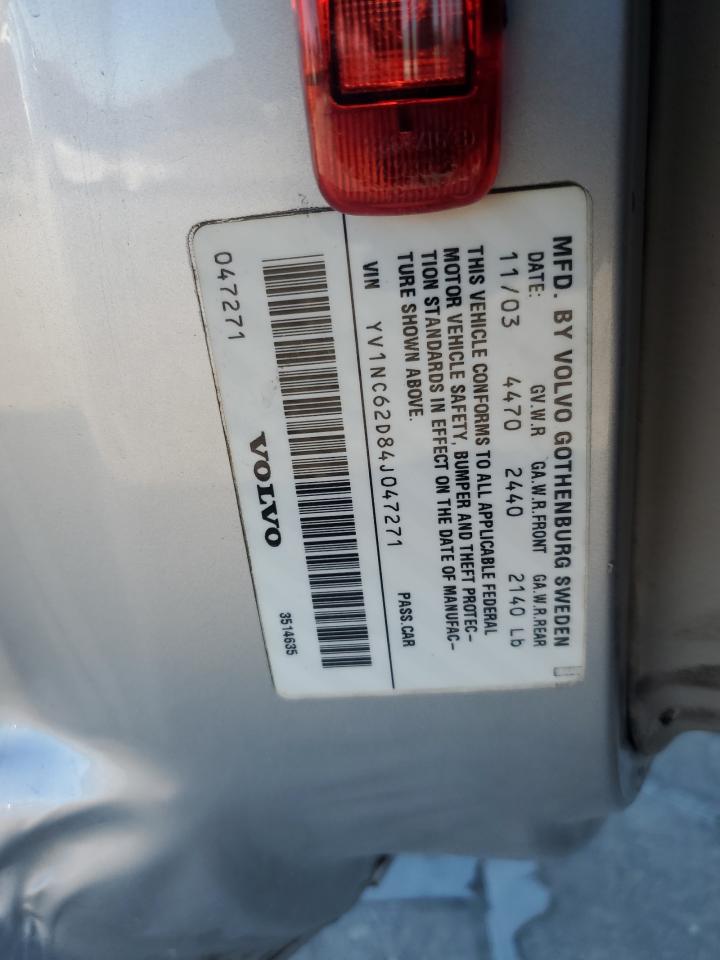 MFD. BY VOLVO GOTHENBURG SWEDEN
DATE: GV.W.R GA.W.R.FRONT GA.W.R.REAR
11/03 4470 2440 2140 Lb
THIS VEHICLE CONFORMS TO ALL APPLICABLE FEDERAL
MOTOR VEHICLE SAFETY, BUMPER AND THEFT PROTEC-
TION STANDARDS IN EFFECT ON THE DATE OF MANUFAC-
TURE SHOWN ABOVE.
VIN YV1NC62D84J047271 PASS.CAR
047271 VOLVO 3514635